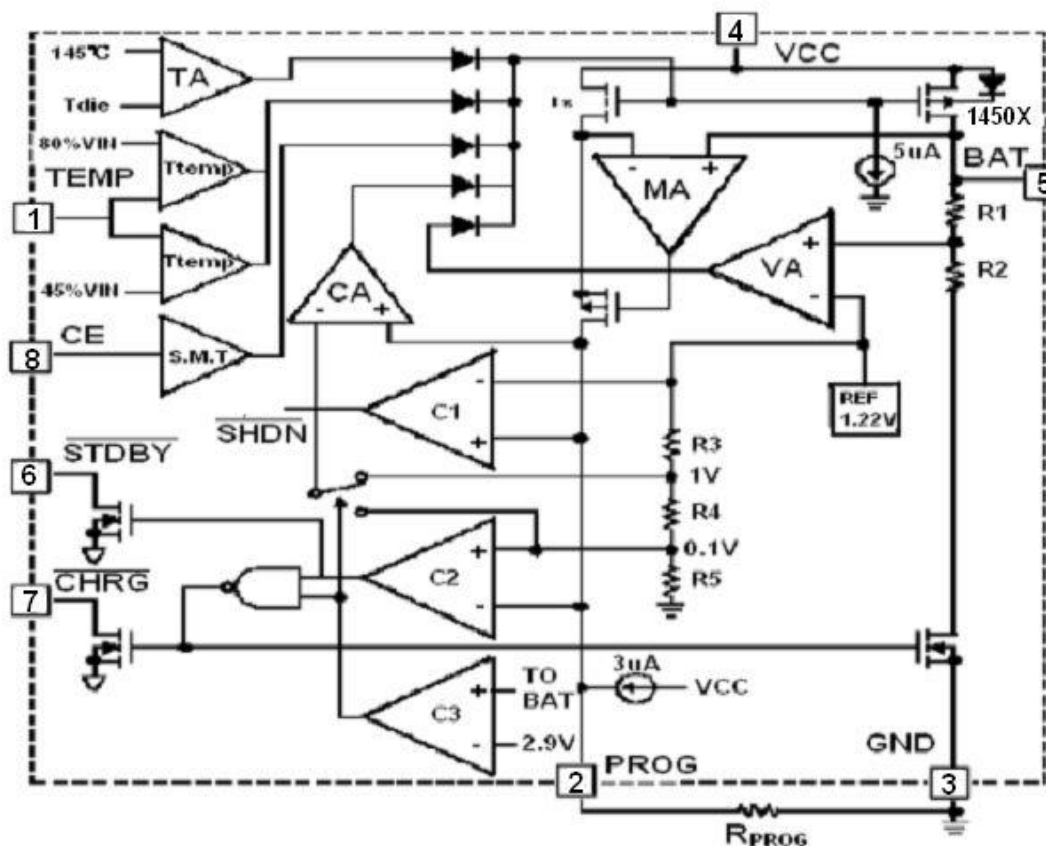 4
VCC
145°C
TA
Tdie
1x
1450X
80%VIN
TEMP
Ttemp
5uA
BAT
5
1
- +
MA
R1
Ttemp
+
VA
-
R2
45%VIN
CA
- +
CE
8
S.M.T
REF
1.22V
-
C1
+
SHDN
R3
STDBY
6
1V
R4
+
C2
-
0.1V
R5
CHRG
7
3uA
VCC
+
C3
-
TO
BAT
2.9V
GND
2
PROG
3
RPROG